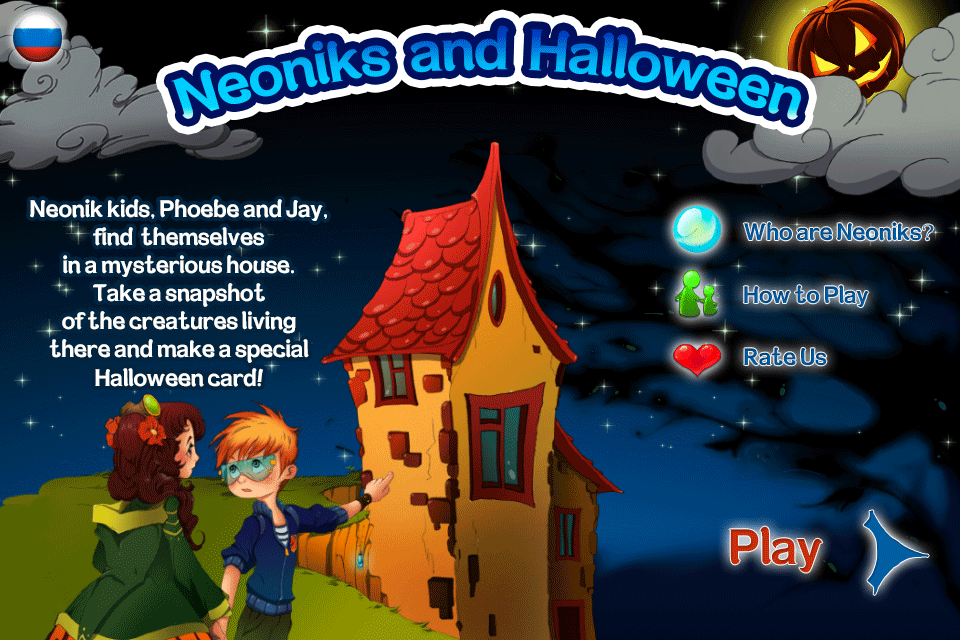 Neoniks and Halloween
Neonik kids, Phoebe and Jay,
find themselves
in a mysterious house.
Take a snapshot
of the creatures living
there and make a special
Halloween card!
Who are Neoniks?
How to Play
Rate Us
Play